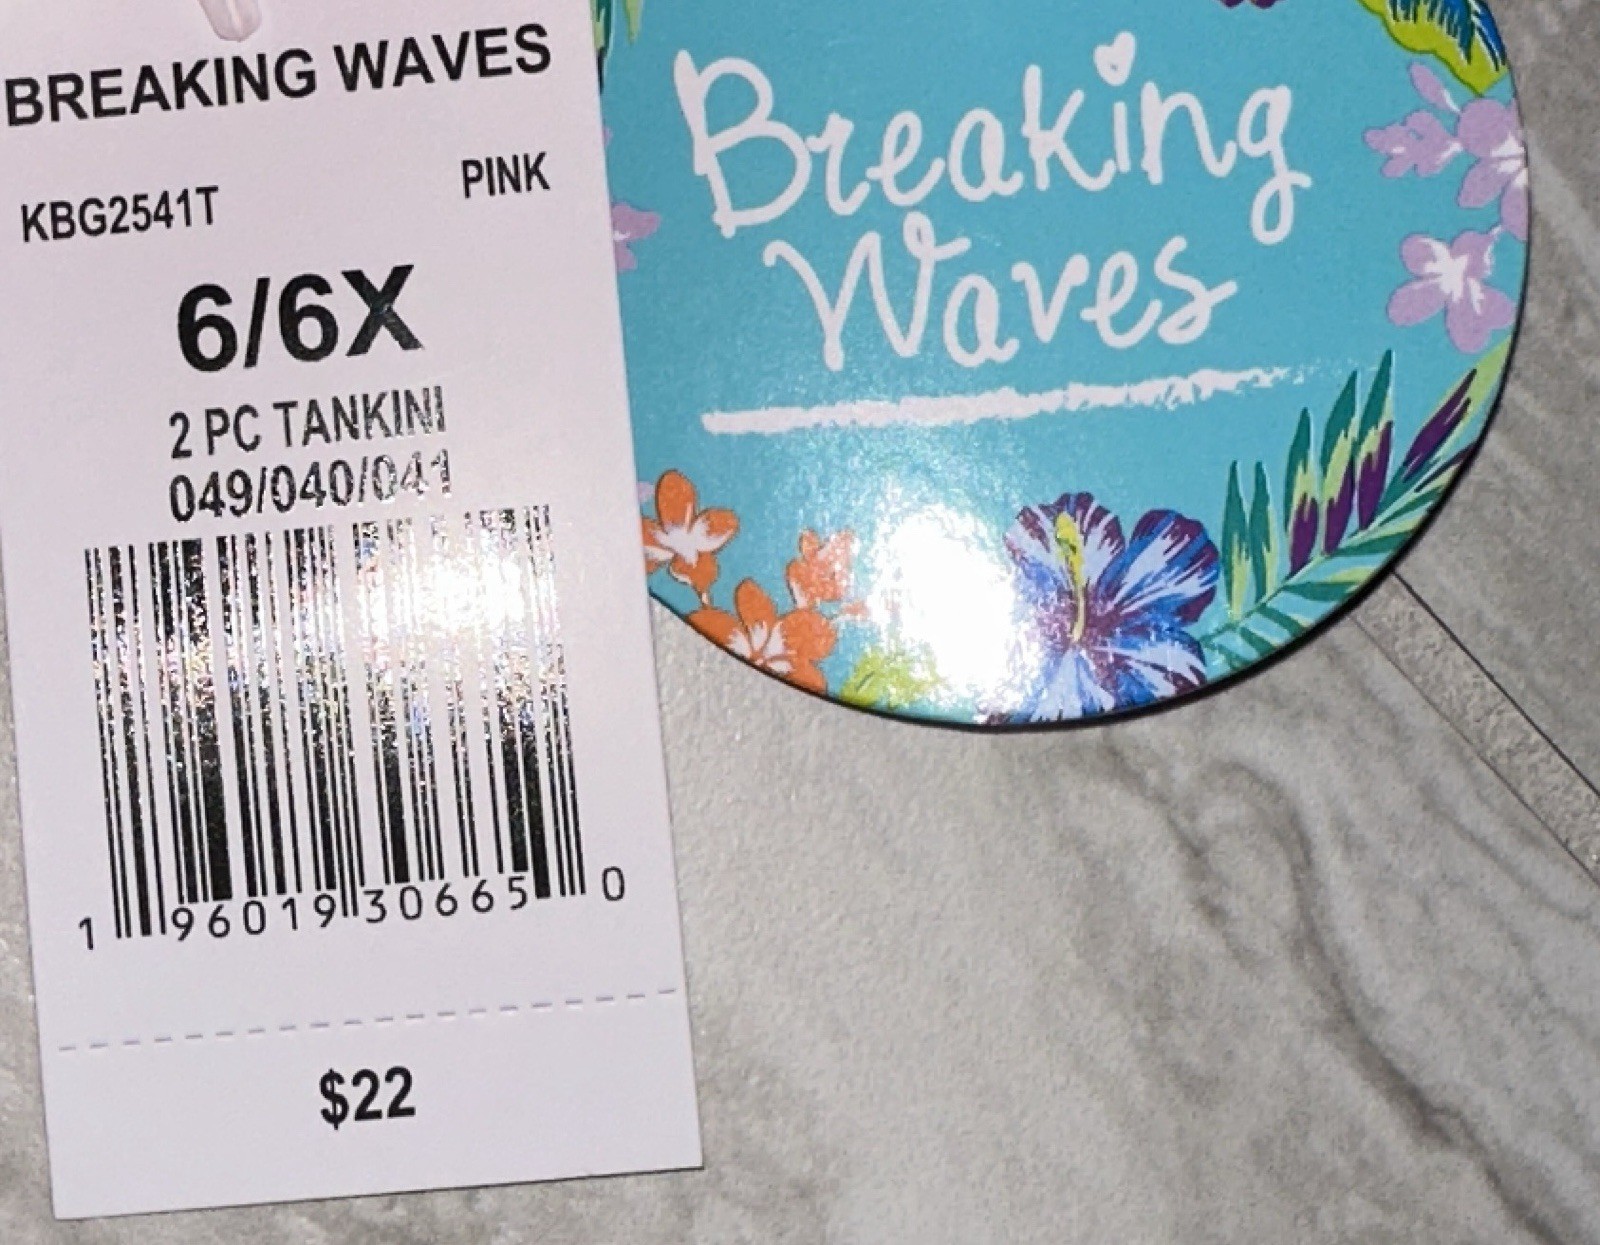 BREAKING WAVES
KBG2541T PINK
6/6X
2 PC TANKINI
049/040/041
1 96019 30665 0
$22
Breaking
Waves